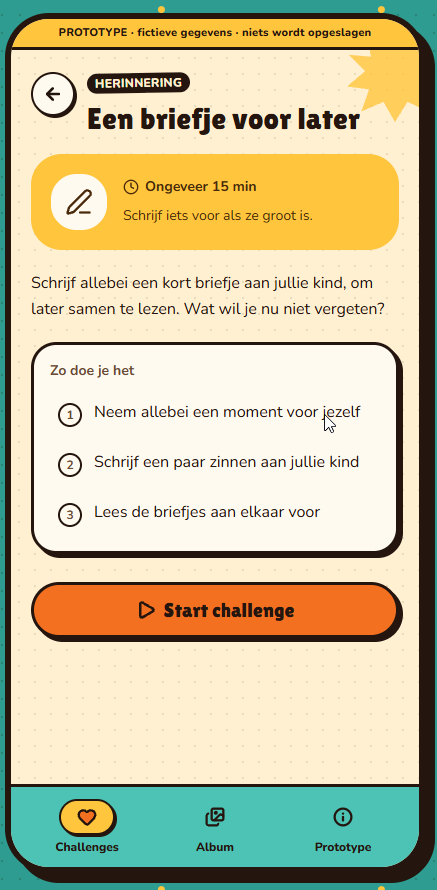 PROTOTYPE · fictieve gegevens · niets wordt opgeslagen
HERINNERING
Een briefje voor later
Ongeveer 15 min
Schrijf iets voor als ze groot is.
Schrijf allebei een kort briefje aan jullie kind, om
later samen te lezen. Wat wil je nu niet vergeten?
Zo doe je het
1 Neem allebei een moment voor jezelf
2 Schrijf een paar zinnen aan jullie kind
3 Lees de briefjes aan elkaar voor
Start challenge
Challenges Album Prototype